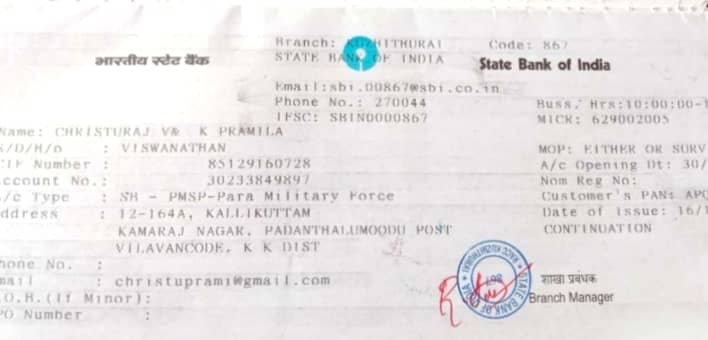 Branch: KUZHITHURAI Code: 867
भारतीय स्टेट बैंक STATE BANK OF INDIA State Bank of India
Email:sbi.00867@sbi.co.in
Phone No.: 270044 Buss. Hrs:10:00:00-1
IFSC: SBIN0000867 MICR: 629002005
Name: CHRISTURAJ V& K PRAMILA
S/D/H/o : VISWANATHAN MOP: EITHER OR SURV
CIF Number : 85129160728 A/c Opening Dt: 30/
Account No.: 30233849897 Nom Reg No:
A/c Type : SB - PMSP-Para Military Force Customer's PAN: APC
Address : 12-164A, KALLIKUTTAM Date of Issue: 16/1
KAMARAJ NAGAR, PADANTHALUMOODU POST CONTINUATION
VILAVANCODE, K K DIST
Phone No. :
Email : christuprami@gmail.com
D.O.B.(If Minor):
PPO Number :
शाखा प्रबंधक
Branch Manager
STATE BANK OF INDIA
867